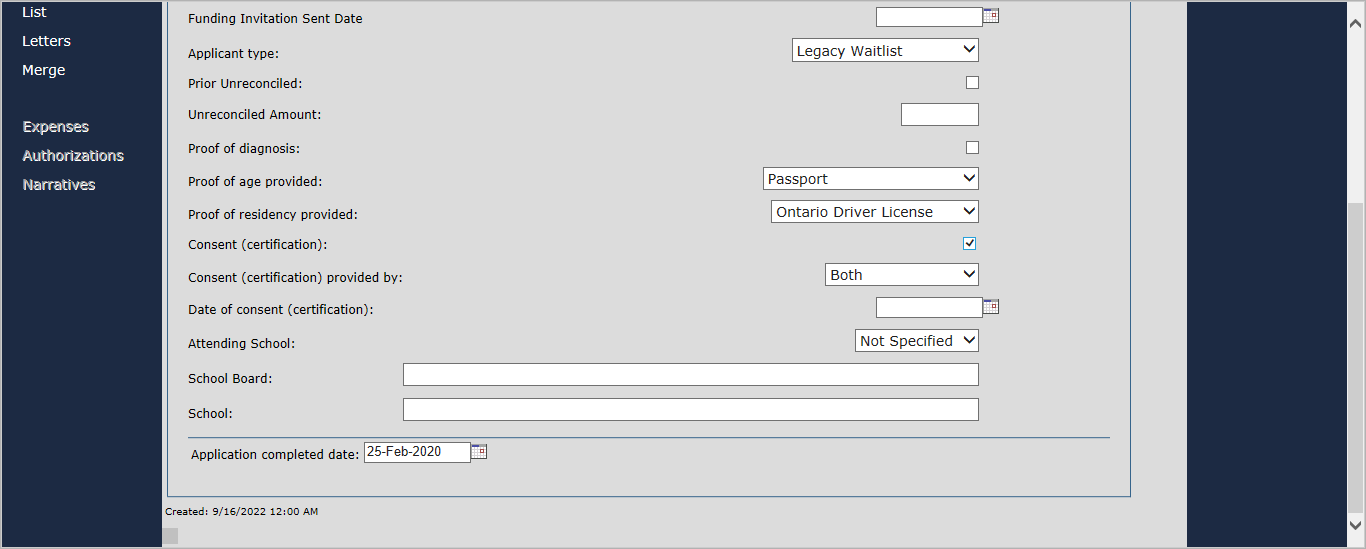 List
Letters
Merge
Expenses
Authorizations
Narratives
Funding Invitation Sent Date
Applicant type: Legacy Waitlist
Prior Unreconciled:
Unreconciled Amount:
Proof of diagnosis:
Proof of age provided: Passport
Proof of residency provided: Ontario Driver License
Consent (certification):
Consent (certification) provided by: Both
Date of consent (certification):
Attending School: Not Specified
School Board:
School:
Application completed date: 25-Feb-2020
Created: 9/16/2022 12:00 AM